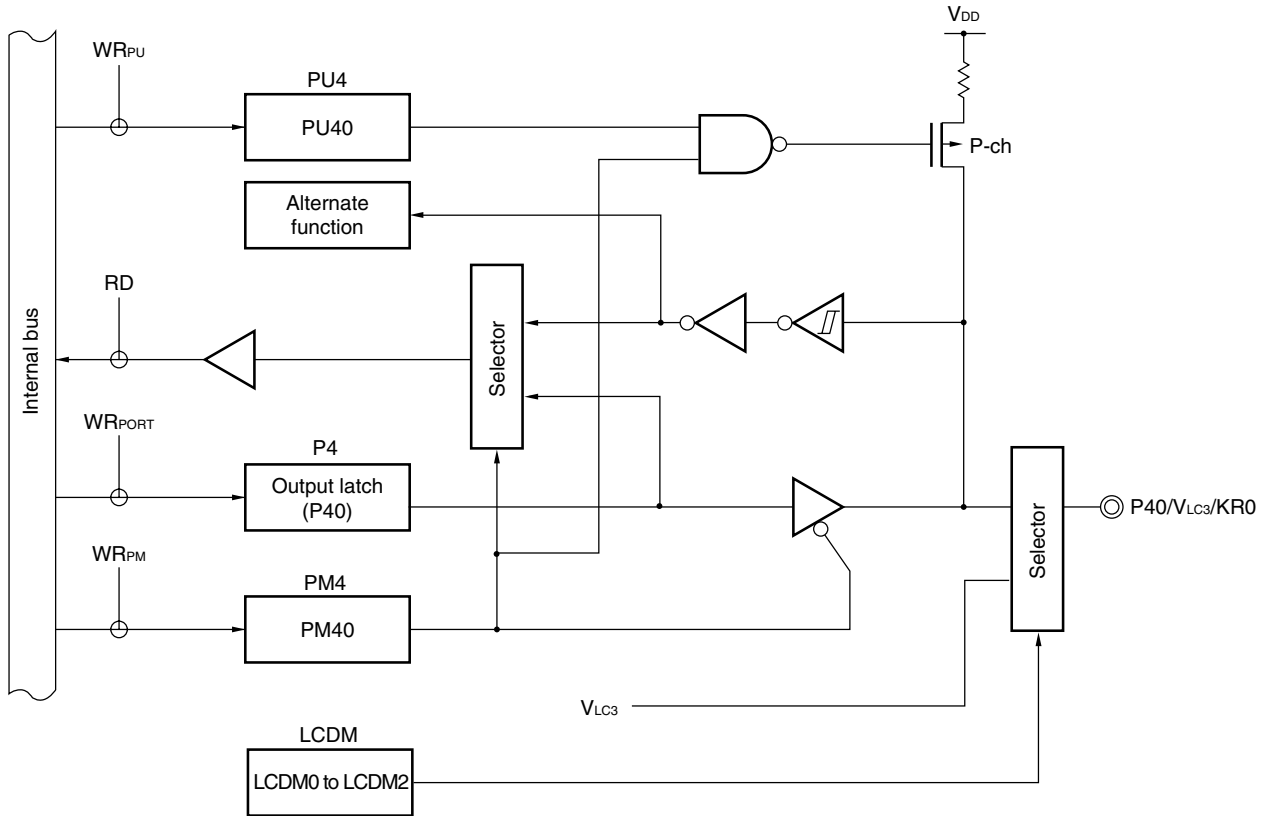 VDD
WRPU
PU4
PU40
P-ch
Alternate
function
RD
Internal bus
Selector
WRPORT
P4
Output latch
(P40)
P40/VLC3/KR0
Selector
WRPM
PM4
PM40
VLC3
LCDM
LCDM0 to LCDM2